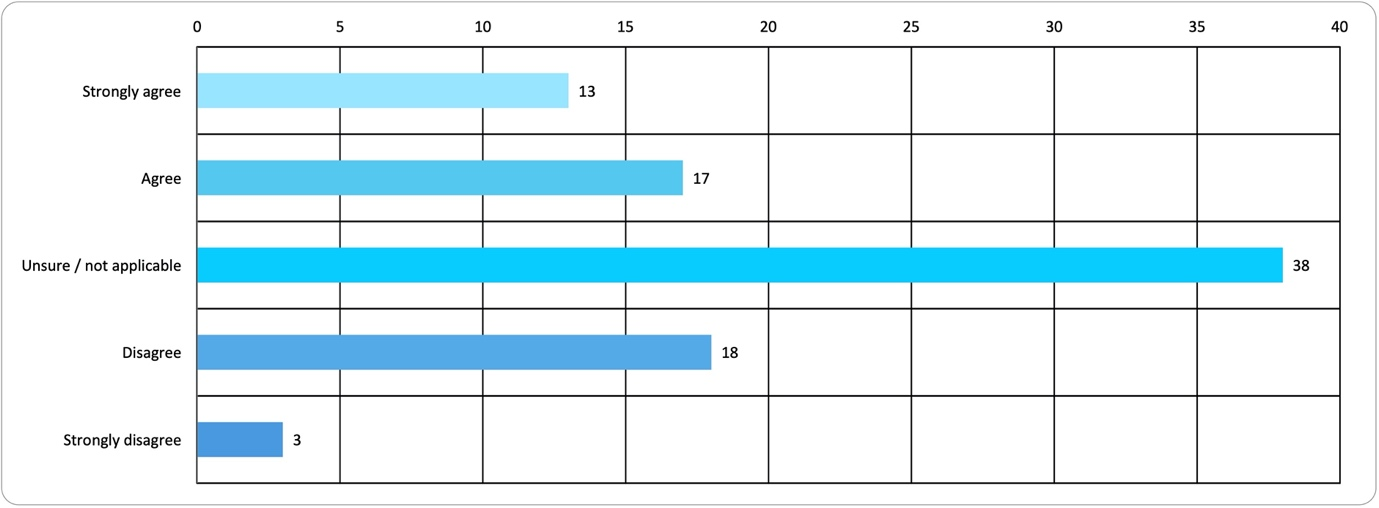 0 5 10 15 20 25 30 35 40
Strongly agree 13
Agree 17
Unsure / not applicable 38
Disagree 18
Strongly disagree 3